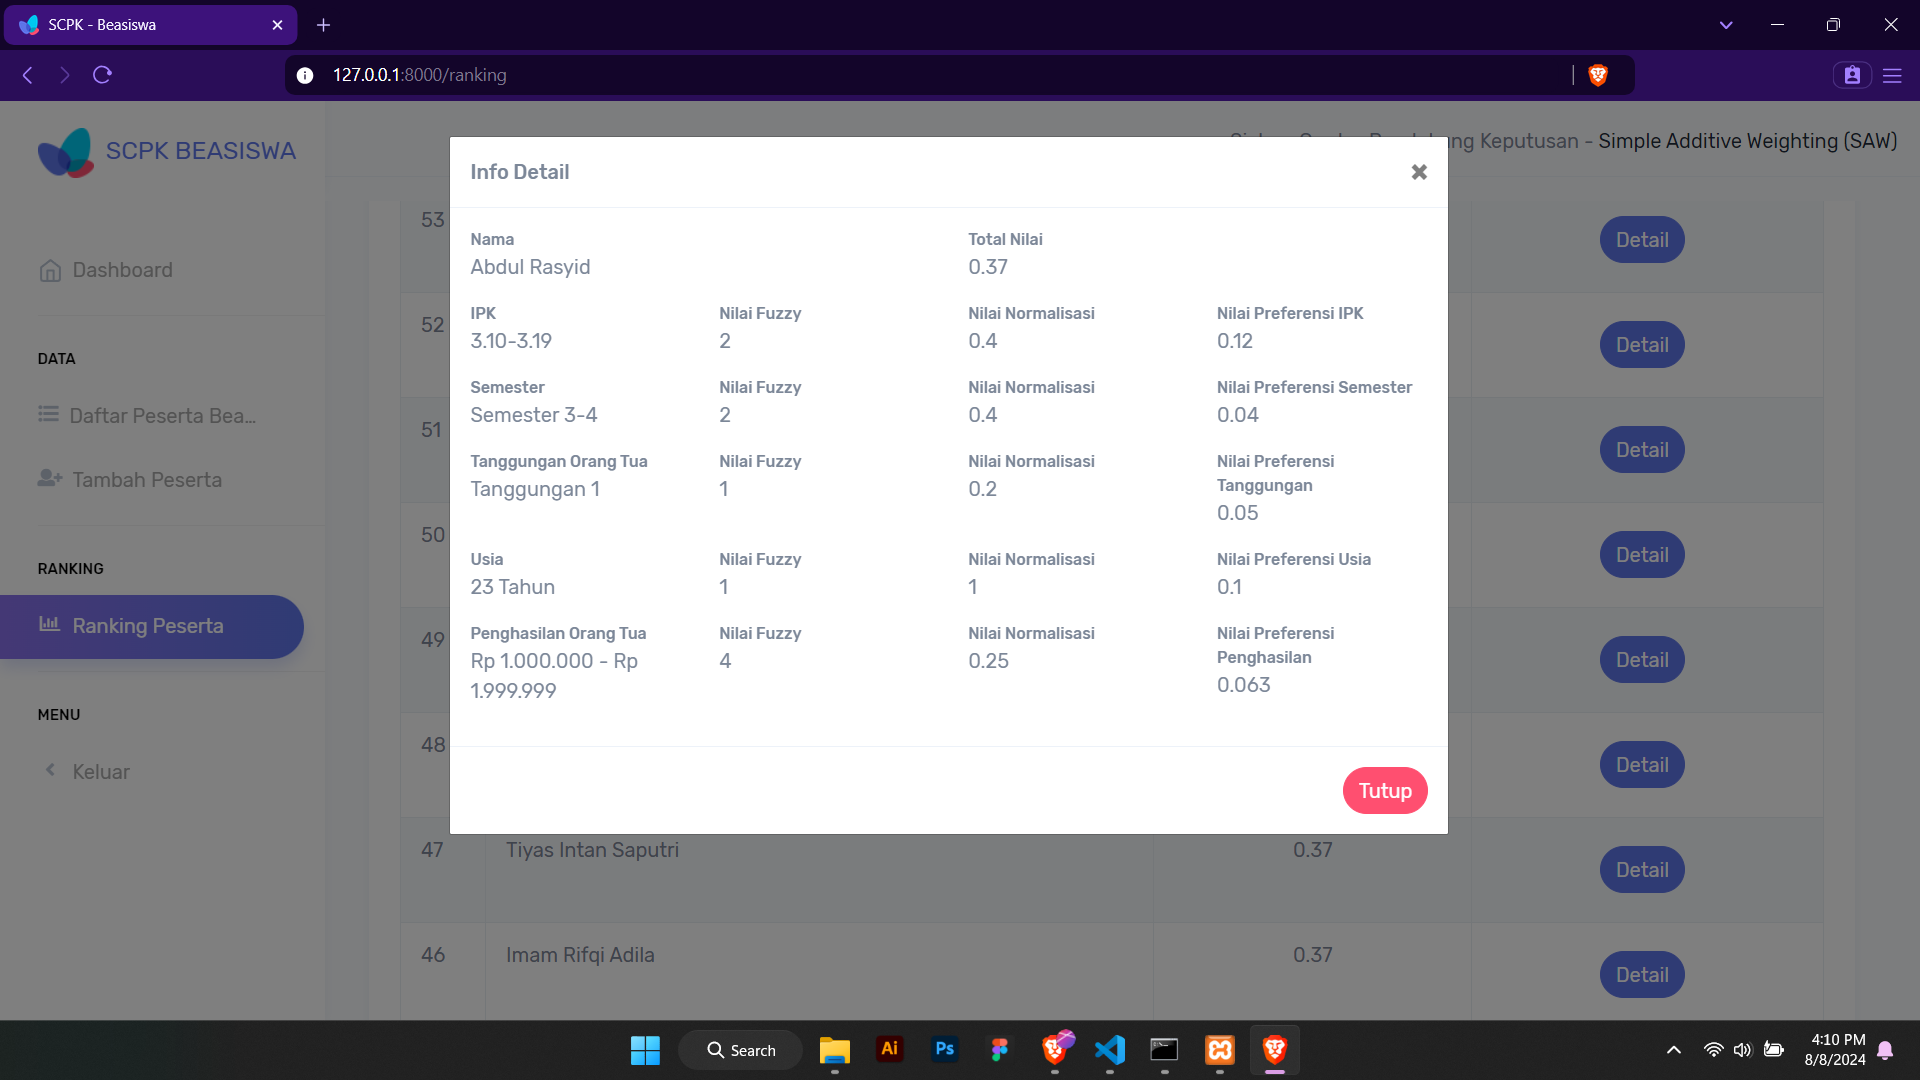 SCPK - Beasiswa
127.0.0.1:8000/ranking
SCPK BEASISWA
ng Keputusan - Simple Additive Weighting (SAW)
Dashboard
DATA
Daftar Peserta Bea...
Tambah Peserta
RANKING
Ranking Peserta
MENU
Keluar
Info Detail
Nama
Abdul Rasyid
Total Nilai
0.37
IPK
3.10-3.19
Nilai Fuzzy
2
Nilai Normalisasi
0.4
Nilai Preferensi IPK
0.12
Semester
Semester 3-4
Nilai Fuzzy
2
Nilai Normalisasi
0.4
Nilai Preferensi Semester
0.04
Tanggungan Orang Tua
Tanggungan 1
Nilai Fuzzy
1
Nilai Normalisasi
0.2
Nilai Preferensi
Tanggungan
0.05
Usia
23 Tahun
Nilai Fuzzy
1
Nilai Normalisasi
1
Nilai Preferensi Usia
0.1
Penghasilan Orang Tua
Rp 1.000.000 - Rp
1.999.999
Nilai Fuzzy
4
Nilai Normalisasi
0.25
Nilai Preferensi
Penghasilan
0.063
Tutup
53 Detail
52 Detail
51 Detail
50 Detail
49 Detail
48 Detail
47 Tiyas Intan Saputri 0.37 Detail
46 Imam Rifqi Adila 0.37 Detail
Search
Ai
Ps
4:10 PM
8/8/2024